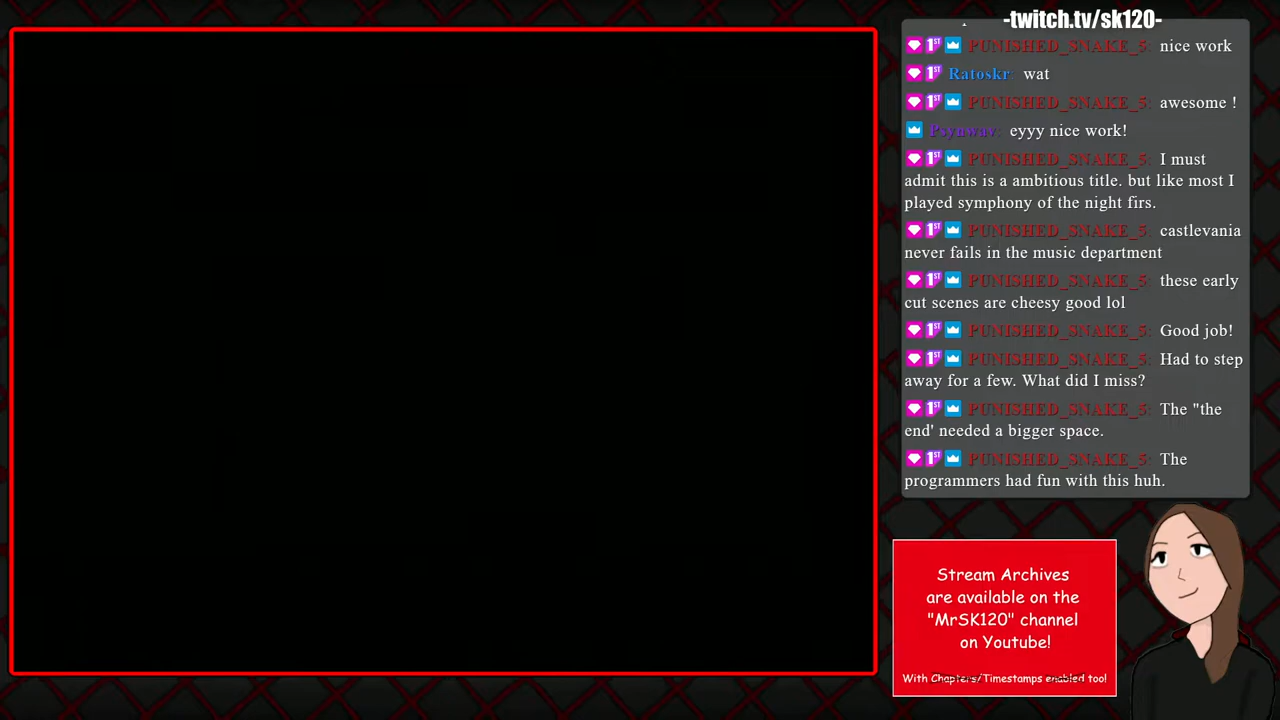 -twitch.tv/sk120-
PUNISHED_SNAKE_5: nice work
Ratoskr: wat
PUNISHED_SNAKE_5: awesome !
Psynwav: eyyy nice work!
PUNISHED_SNAKE_5: I must
admit this is a ambitious title. but like most I
played symphony of the night firs.
PUNISHED_SNAKE_5: castlevania
never fails in the music department
PUNISHED_SNAKE_5: these early
cut scenes are cheesy good lol
PUNISHED_SNAKE_5: Good job!
PUNISHED_SNAKE_5: Had to step
away for a few. What did I miss?
PUNISHED_SNAKE_5: The "the
end' needed a bigger space.
PUNISHED_SNAKE_5: The
programmers had fun with this huh.
Stream Archives
are available on the
"MrSK120" channel
on Youtube!
With Chapters/Timestamps enabled too!